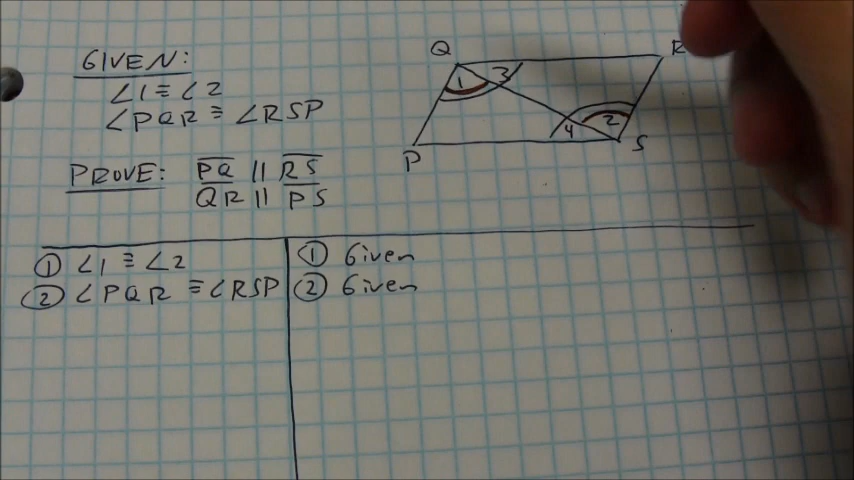 GIVEN:
∠1 ≅ ∠2
∠PQR ≅ ∠RSP
PROVE: PQ || RS
QR || PS
Q
R
1
3
2
4
P
S
① ∠1 ≅ ∠2
② ∠PQR ≅ ∠RSP
① Given
② Given